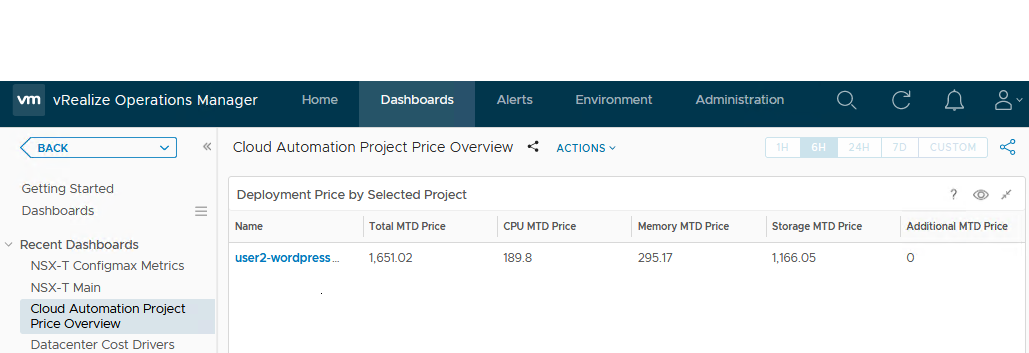 vm vRealize Operations Manager Home Dashboards Alerts Environment Administration
BACK
Cloud Automation Project Price Overview ACTIONS 1H 6H 24H 7D CUSTOM
Getting Started
Dashboards
Recent Dashboards
NSX-T Configmax Metrics
NSX-T Main
Cloud Automation Project
Price Overview
Datacenter Cost Drivers
Deployment Price by Selected Project ?
Name Total MTD Price CPU MTD Price Memory MTD Price Storage MTD Price Additional MTD Price
user2-wordpress... 1,651.02 189.8 295.17 1,166.05 0